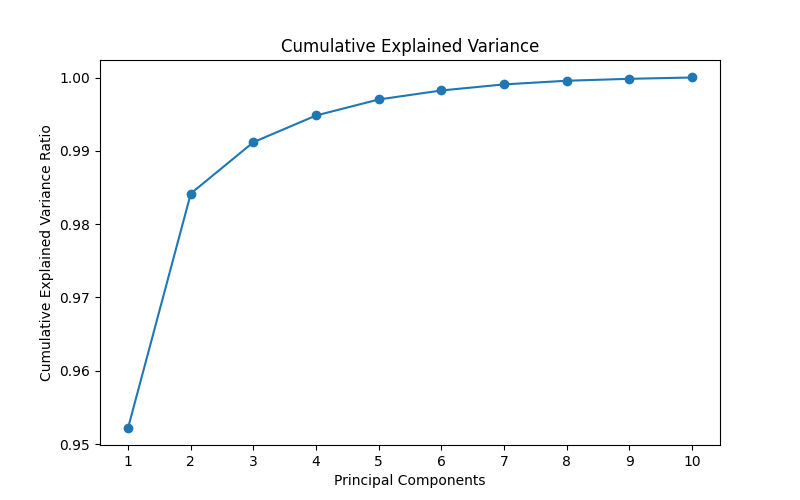 Cumulative Explained Variance
Cumulative Explained Variance Ratio
1.00
0.99
0.98
0.97
0.96
0.95
1 2 3 4 5 6 7 8 9 10
Principal Components